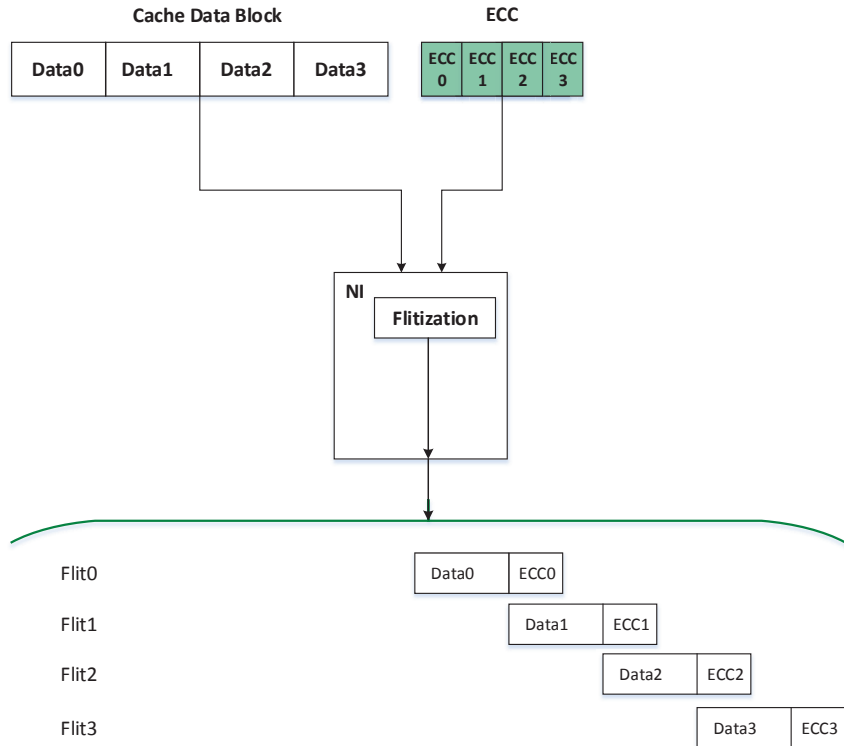 Cache Data Block
ECC
Data0 Data1 Data2 Data3
ECC 0 ECC 1 ECC 2 ECC 3
NI
Flitization
Flit0 Data0 ECC0
Flit1 Data1 ECC1
Flit2 Data2 ECC2
Flit3 Data3 ECC3